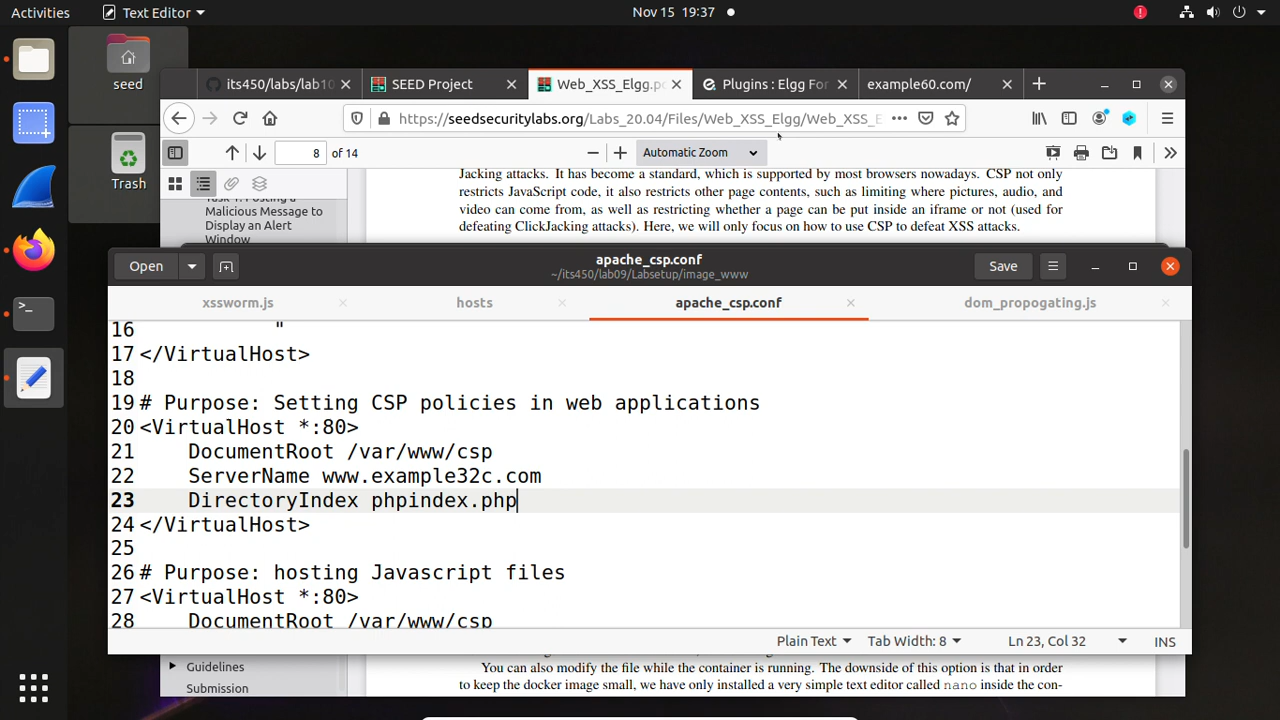 Activities
Text Editor
Nov 15 19:37
seed
Trash
its450/labs/lab10
SEED Project
Web_XSS_Elgg.pd
Plugins : Elgg For
example60.com/
https://seedsecuritylabs.org/Labs_20.04/Files/Web_XSS_Elgg/Web_XSS_E
8 of 14
Automatic Zoom
Malicious Message to
Display an Alert
Window
Jacking attacks. It has become a standard, which is supported by most browsers nowadays. CSP not only
restricts JavaScript code, it also restricts other page contents, such as limiting where pictures, audio, and
video can come from, as well as restricting whether a page can be put inside an iframe or not (used for
defeating ClickJacking attacks). Here, we will only focus on how to use CSP to defeat XSS attacks.
Open
apache_csp.conf
~/its450/lab09/Labsetup/image_www
Save
xssworm.js
hosts
apache_csp.conf
dom_propogating.js
16 "
17 </VirtualHost>
18
19 # Purpose: Setting CSP policies in web applications
20 <VirtualHost *:80>
21 DocumentRoot /var/www/csp
22 ServerName www.example32c.com
23 DirectoryIndex phpindex.php
24 </VirtualHost>
25
26 # Purpose: hosting Javascript files
27 <VirtualHost *:80>
28 DocumentRoot /var/www/csp
Plain Text
Tab Width: 8
Ln 23, Col 32
INS
Guidelines
Submission
You can also modify the file while the container is running. The downside of this option is that in order
to keep the docker image small, we have only installed a very simple text editor called nano inside the con-